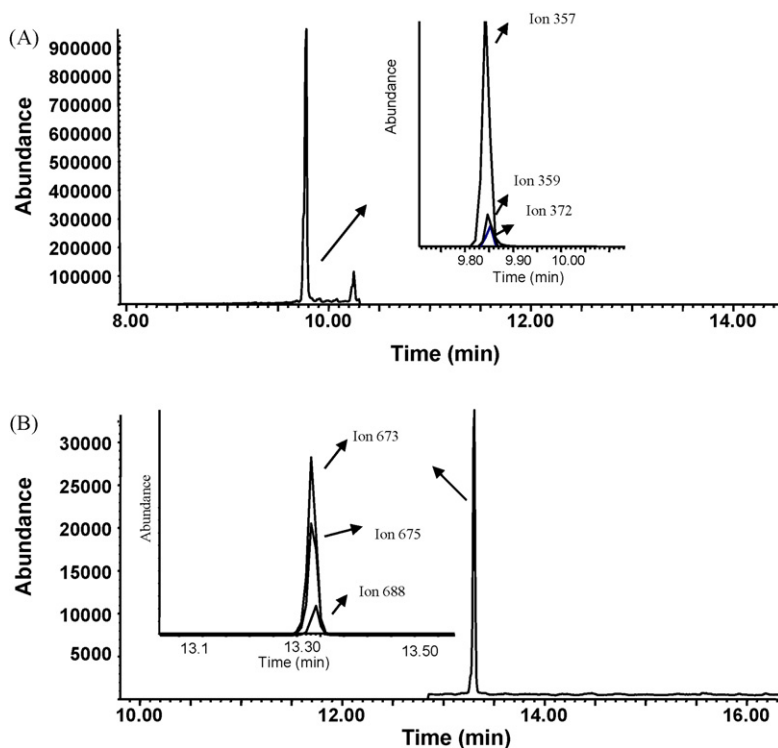 (A)
Abundance
900000
800000
700000
600000
500000
400000
300000
200000
100000
8.00 10.00 12.00 14.00
Time (min)
Abundance
Ion 357
Ion 359
Ion 372
9.80 9.90 10.00
Time (min)
(B)
Abundance
30000
25000
20000
15000
10000
5000
10.00 12.00 14.00 16.00
Time (min)
Abundance
Ion 673
Ion 675
Ion 688
13.1 13.30 13.50
Time (min)